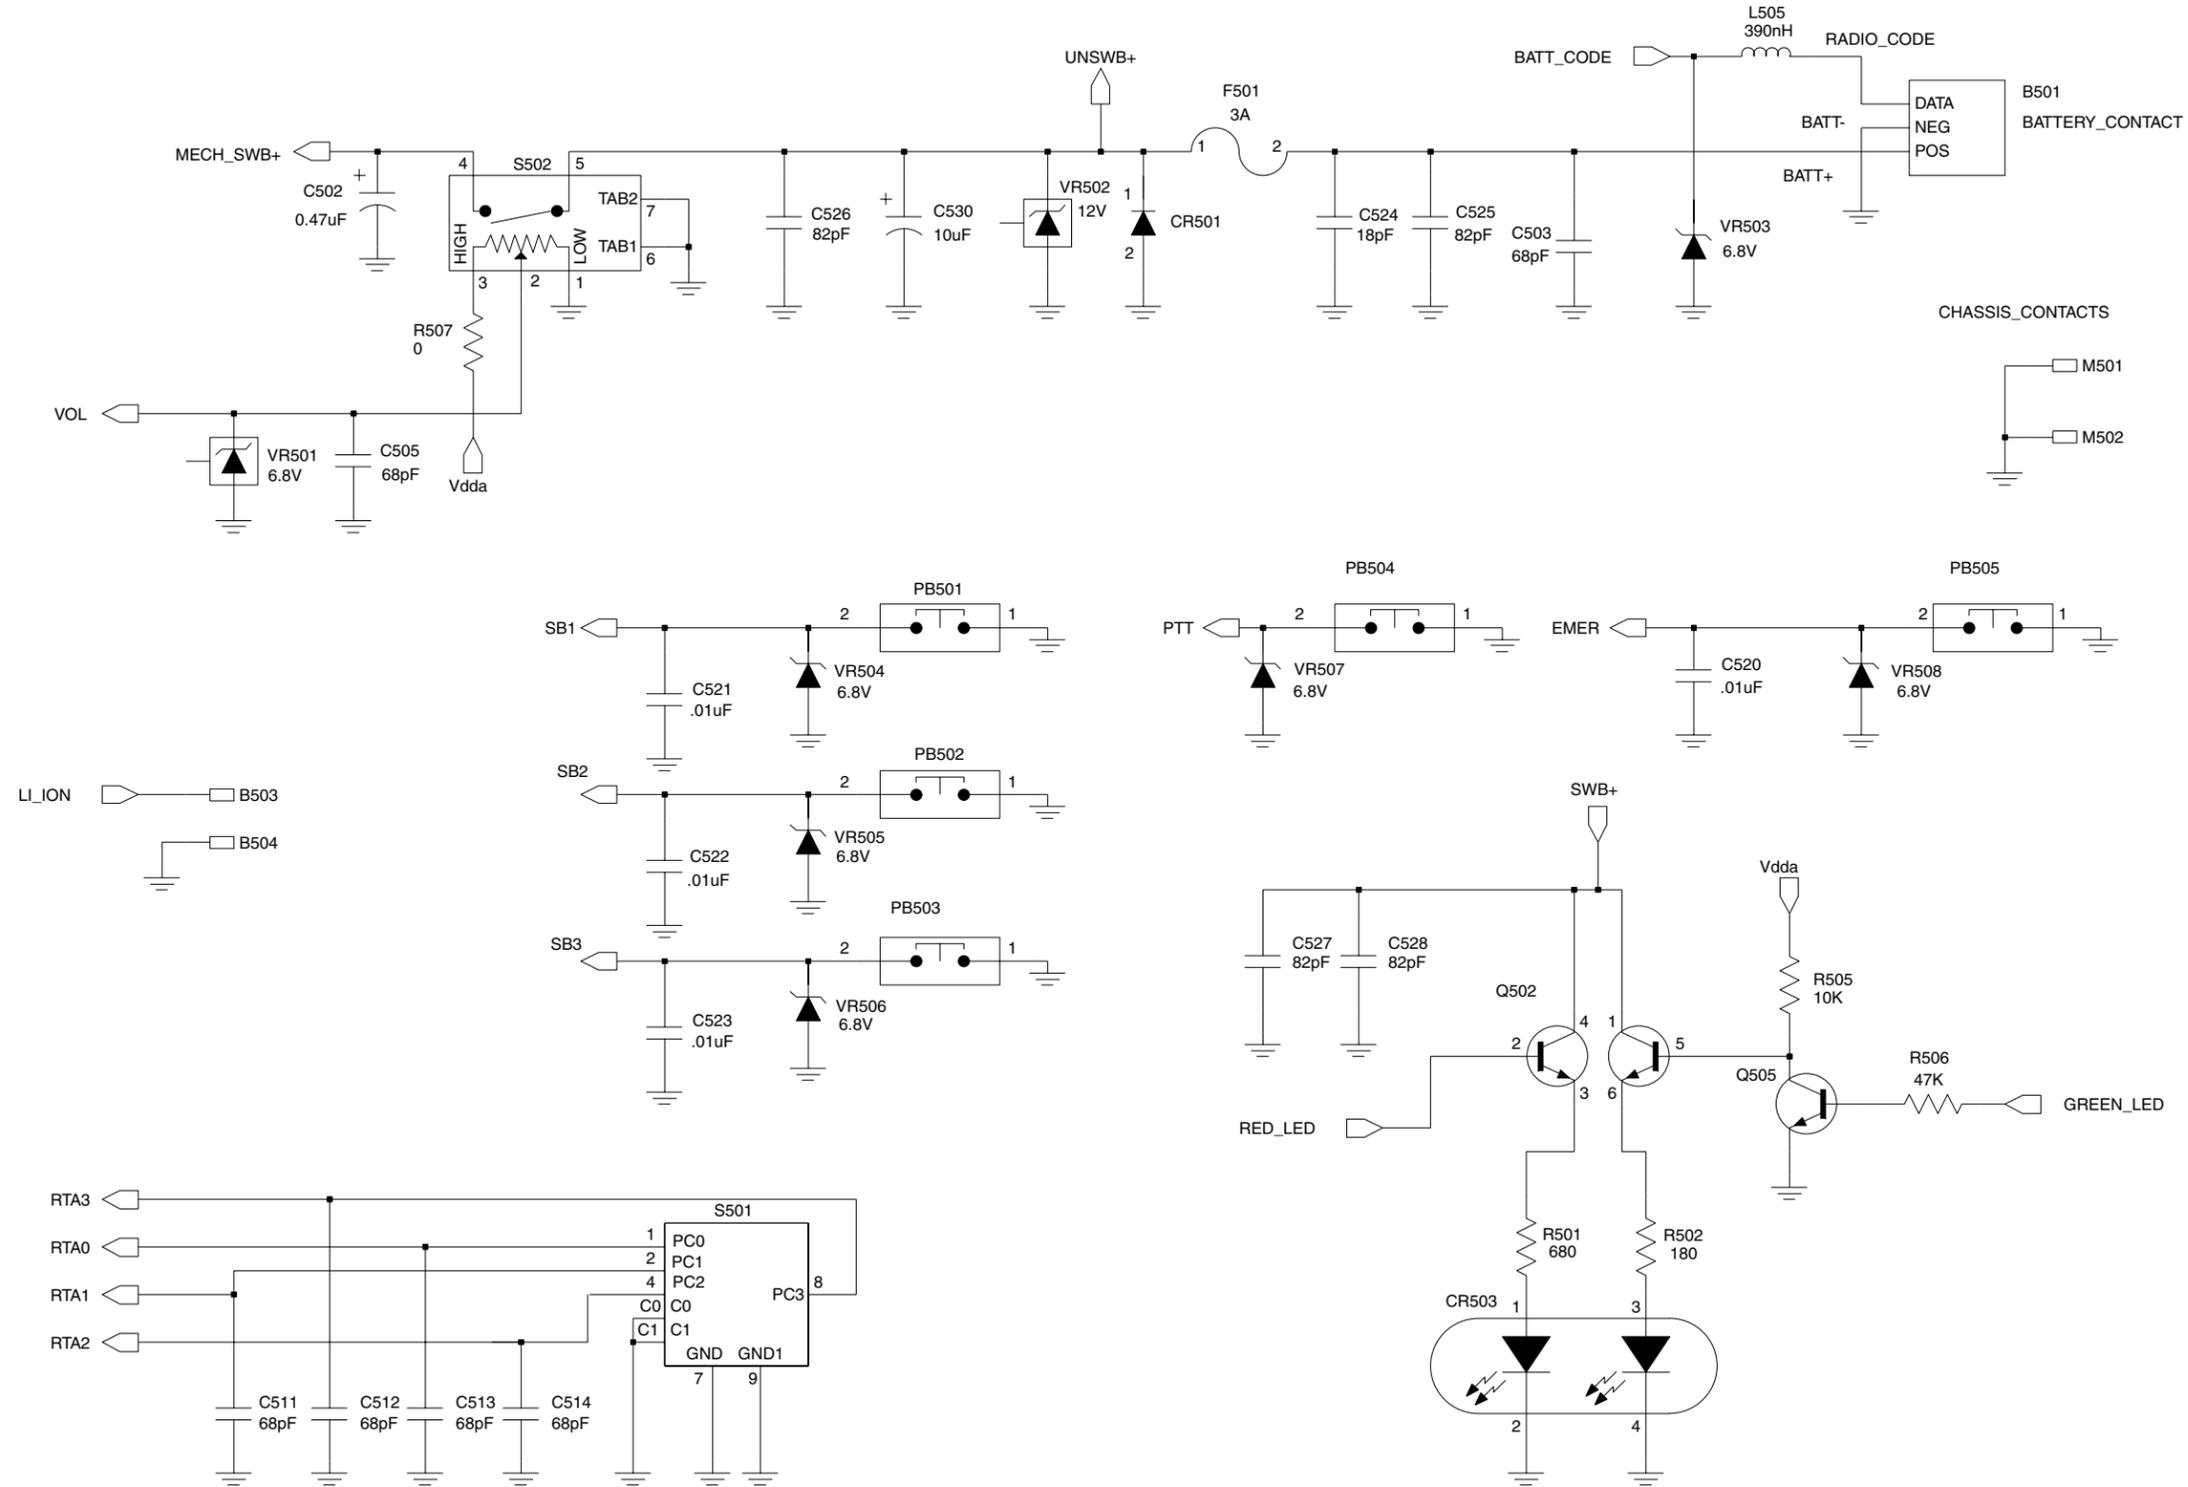 L505
390nH
RADIO_CODE
UNSWB+
BATT_CODE
F501
3A
B501
DATA
BATT-
NEG
BATTERY_CONTACT
POS
BATT+
MECH_SWB+
4
S502
5
1
2
C502
0.47uF
+
TAB2
7
TAB1
6
HIGH
LOW
3
2
1
C526
82pF
+
C530
10uF
VR502
12V
1
CR501
2
C524
18pF
C525
82pF
C503
68pF
VR503
6.8V
CHASSIS_CONTACTS
M501
M502
R507
0
VOL
VR501
6.8V
C505
68pF
Vdda
PB501
SB1
2
1
VR504
6.8V
C521
.01uF
PB504
PTT
2
1
VR507
6.8V
PB505
EMER
2
1
C520
.01uF
VR508
6.8V
PB502
SB2
2
1
VR505
6.8V
C522
.01uF
LI_ION
B503
B504
PB503
SB3
2
1
VR506
6.8V
C523
.01uF
SWB+
Vdda
C527
82pF
C528
82pF
R505
10K
Q502
4
1
2
5
3
6
Q505
R506
47K
GREEN_LED
RED_LED
R501
680
R502
180
CR503
1
3
2
4
RTA3
RTA0
RTA1
RTA2
S501
1
PC0
2
PC1
4
PC2
PC3
8
C0
C0
C1
C1
GND
GND1
7
9
C511
68pF
C512
68pF
C513
68pF
C514
68pF